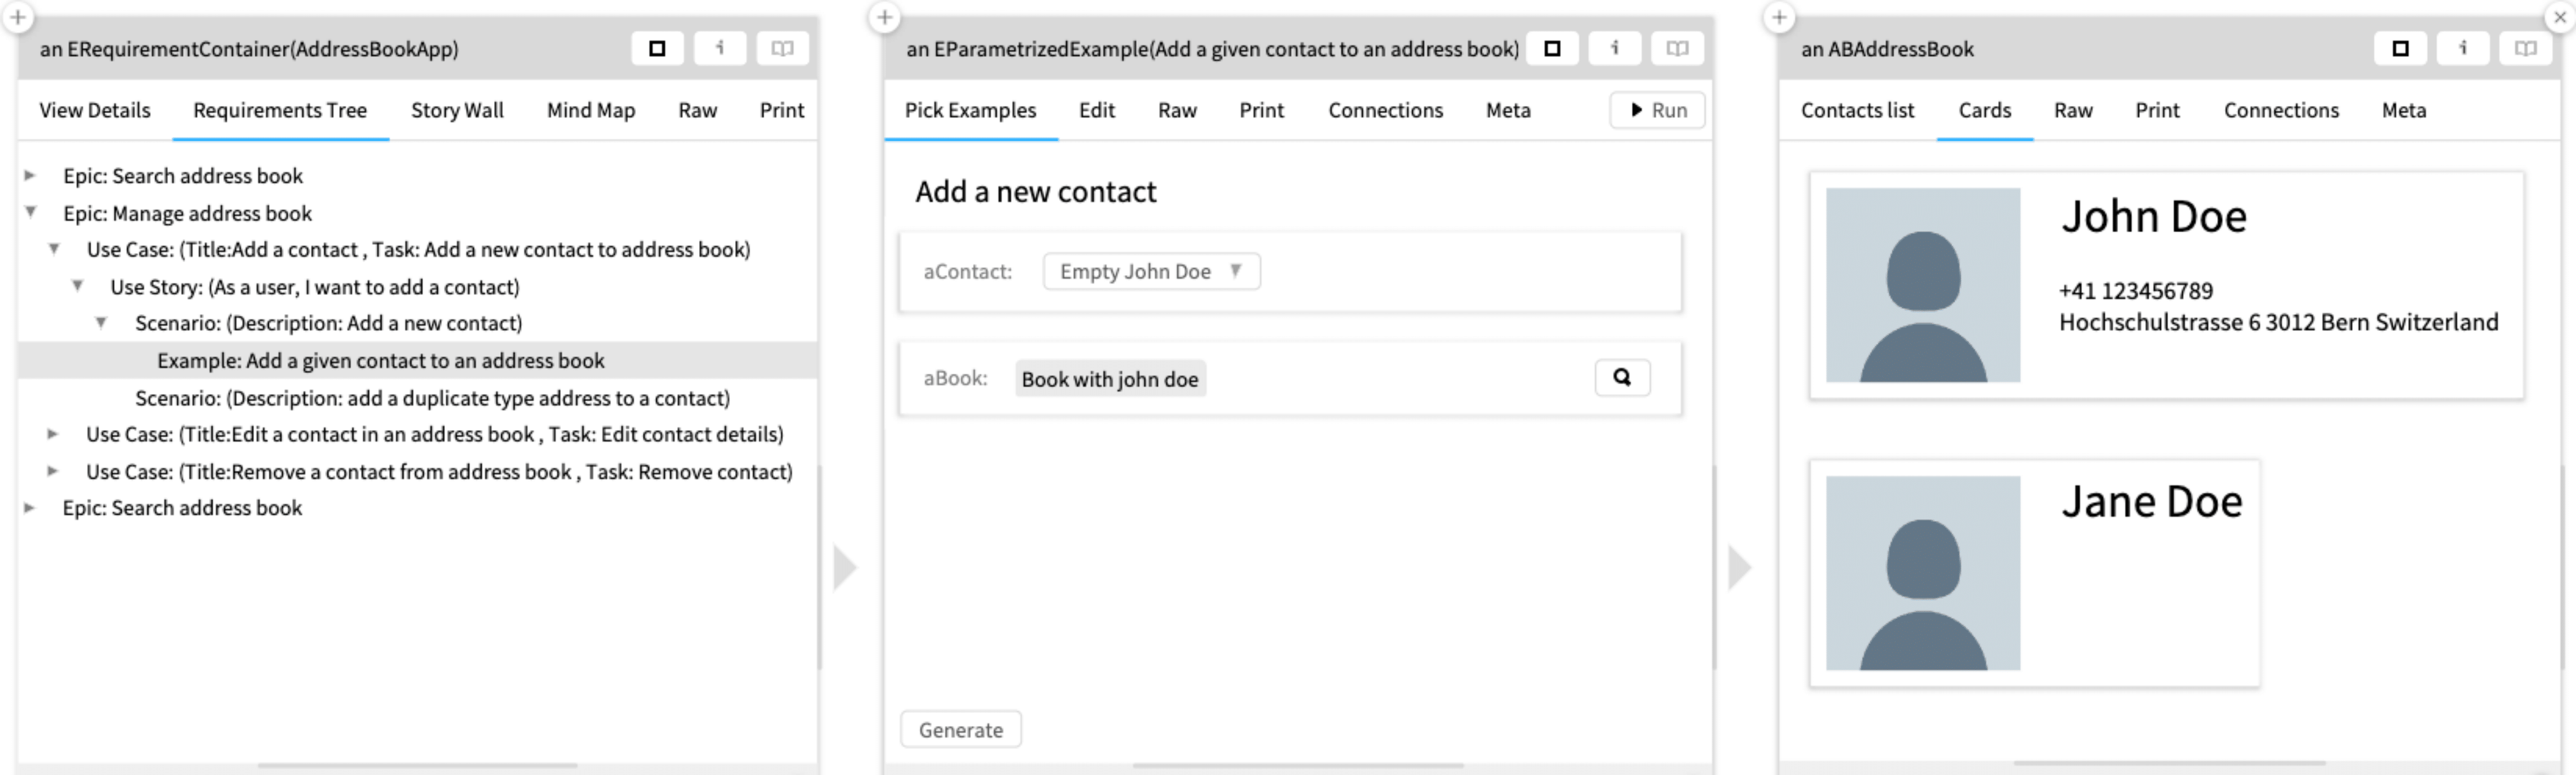 an ERequirementContainer(AddressBookApp)
View Details Requirements Tree Story Wall Mind Map Raw Print
Epic: Search address book
Epic: Manage address book
Use Case: (Title:Add a contact , Task: Add a new contact to address book)
Use Story: (As a user, I want to add a contact)
Scenario: (Description: Add a new contact)
Example: Add a given contact to an address book
Scenario: (Description: add a duplicate type address to a contact)
Use Case: (Title:Edit a contact in an address book , Task: Edit contact details)
Use Case: (Title:Remove a contact from address book , Task: Remove contact)
Epic: Search address book
an EParametrizedExample(Add a given contact to an address book)
Pick Examples Edit Raw Print Connections Meta Run
Add a new contact
aContact: Empty John Doe
aBook: Book with john doe
Generate
an ABAddressBook
Contacts list Cards Raw Print Connections Meta
John Doe
+41 123456789
Hochschulstrasse 6 3012 Bern Switzerland
Jane Doe